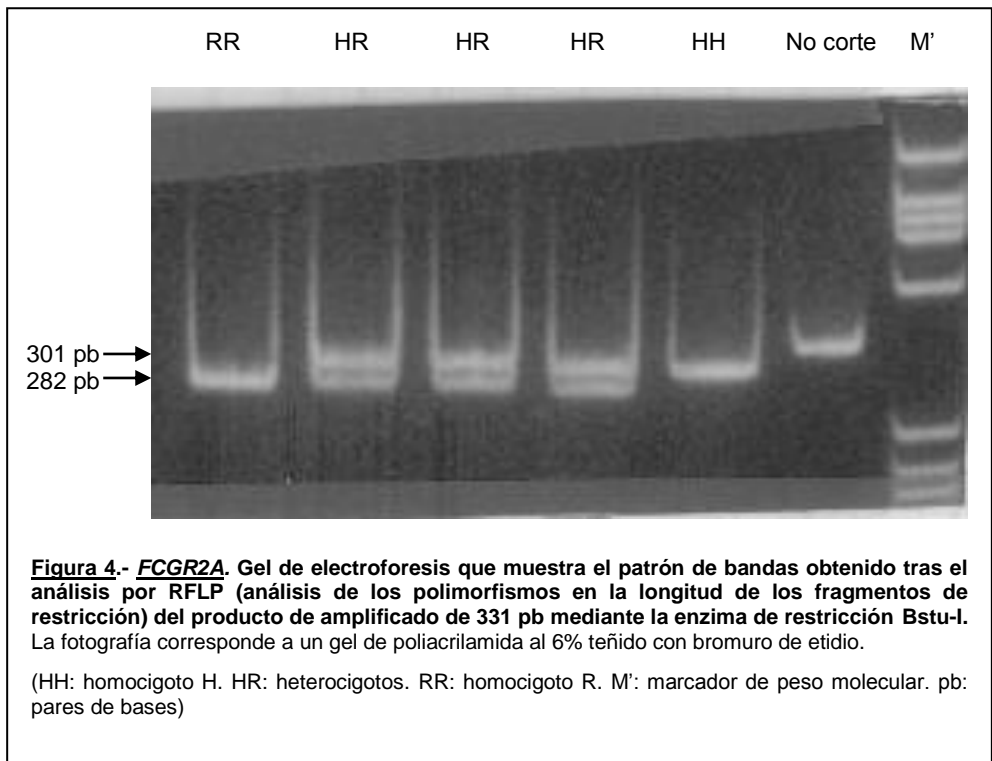 RR HR HR HR HH No corte M’
301 pb
282 pb
Figura 4.- FCGR2A. Gel de electroforesis que muestra el patrón de bandas obtenido tras el
análisis por RFLP (análisis de los polimorfismos en la longitud de los fragmentos de
restricción) del producto de amplificado de 331 pb mediante la enzima de restricción Bstu-I.
La fotografía corresponde a un gel de poliacrilamida al 6% teñido con bromuro de etidio.
(HH: homocigoto H. HR: heterocigotos. RR: homocigoto R. M’: marcador de peso molecular. pb:
pares de bases)